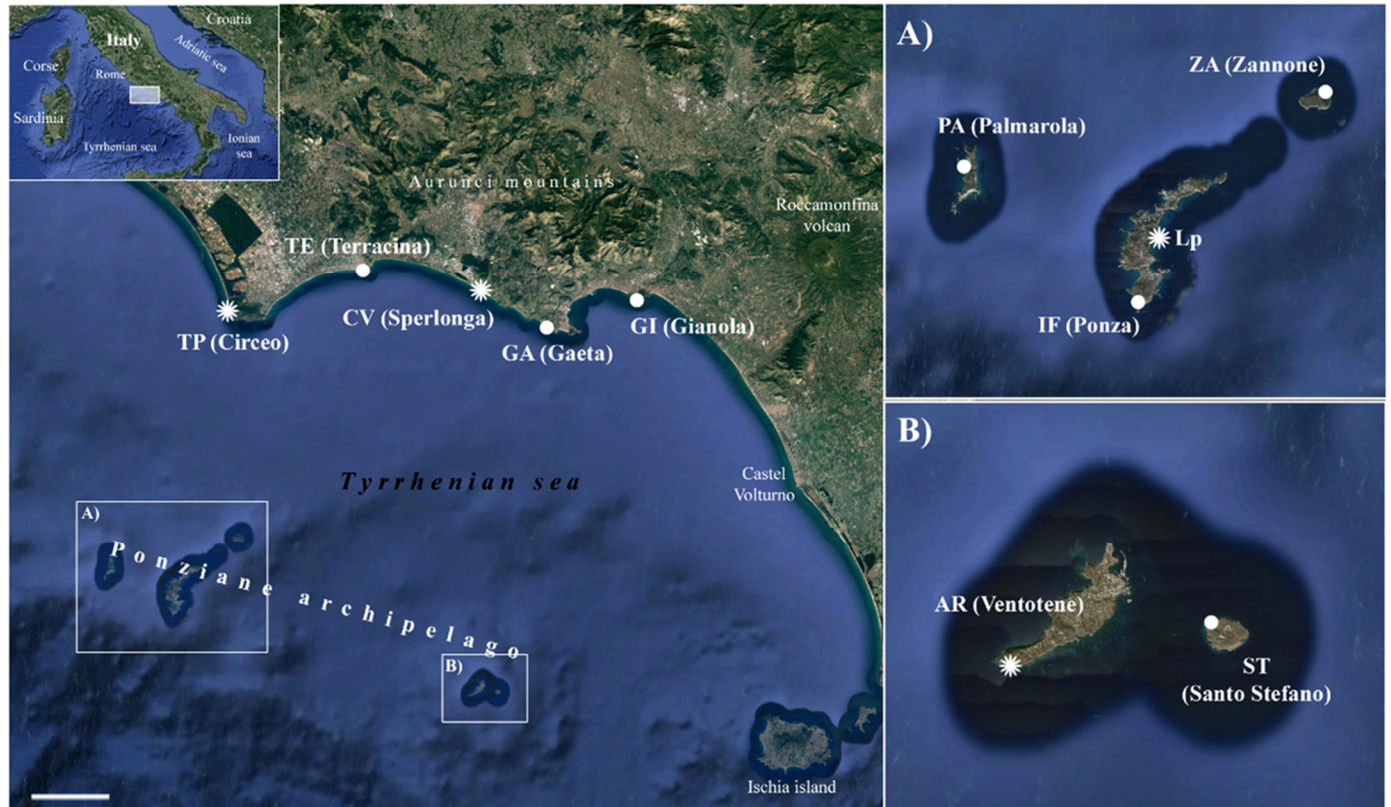 Croatia
Italy
Adriatic sea
Corse
Rome
Sardinia
Tyrrhenian sea
Ionian
sea
Aurunci mountains
Roccamonfina
volcan
TE (Terracina)
CV (Sperlonga)
TP (Circeo)
GA (Gaeta)
GI (Gianola)
Tyrrhenian sea
Castel
Volturno
A)
Ponziane archipelago
B)
Ischia island
A)
ZA (Zannone)
PA (Palmarola)
Lp
IF (Ponza)
B)
AR (Ventotene)
ST
(Santo Stefano)